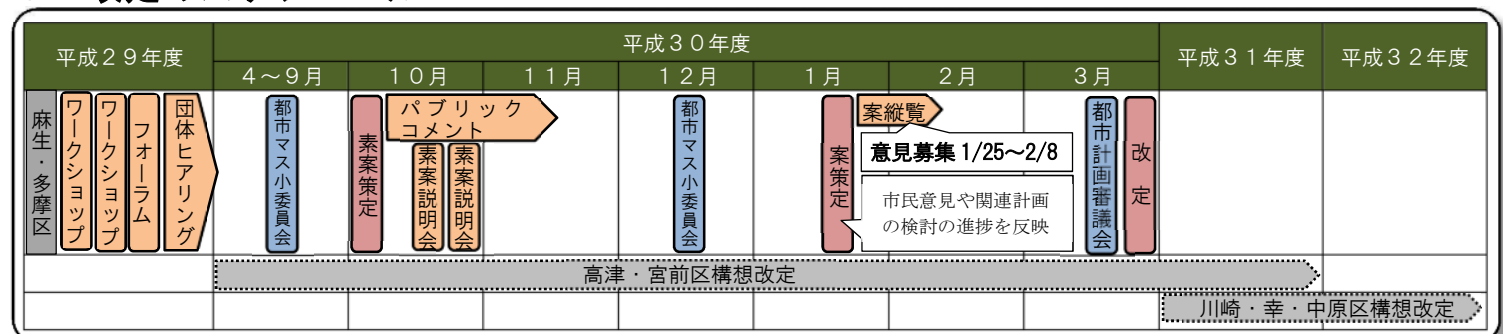 平成２９年度
平成３０年度
平成３１年度
平成３２年度
４～９月
１０月
１１月
１２月
１月
２月
３月
麻生・多摩区
ワークショップ
ワークショップ
フォーラム
団体ヒアリング
都市マス小委員会
素案策定
パブリック
コメント
素案説明会
素案説明会
都市マス小委員会
案策定
案縦覧
意見募集 1/25～2/8
市民意見や関連計画
の検討の進捗を反映
都市計画審議会
改定
高津・宮前区構想改定
川崎・幸・中原区構想改定